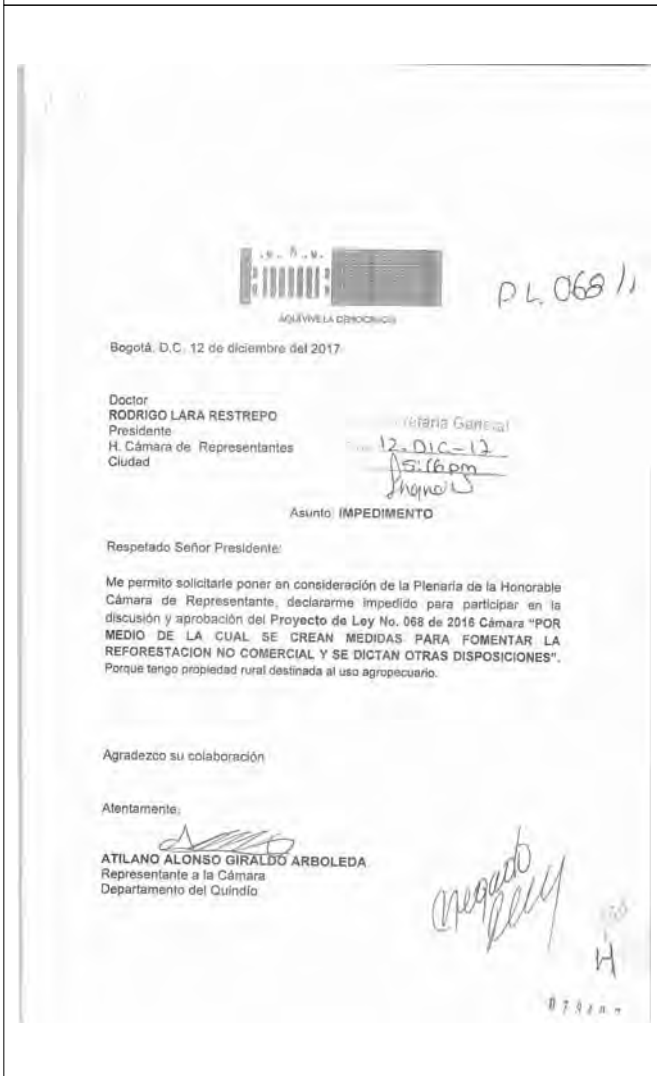 PL. 068
AQUÍ VIVE LA DEMOCRACIA
Bogotá, D.C. 12 de diciembre del 2017
Doctor
RODRIGO LARA RESTREPO
Presidente
H. Cámara de Representantes
Ciudad
Secretaria General
12-DIC-17
5:16pm
Asunto: IMPEDIMENTO
Respetado Señor Presidente:
Me permito solicitarle poner en consideración de la Plenaria de la Honorable
Cámara de Representante, declararme impedido para participar en la
discusión y aprobación del Proyecto de Ley No. 068 de 2016 Cámara "POR
MEDIO DE LA CUAL SE CREAN MEDIDAS PARA FOMENTAR LA
REFORESTACION NO COMERCIAL Y SE DICTAN OTRAS DISPOSICIONES".
Porque tengo propiedad rural destinada al uso agropecuario.
Agradezco su colaboración
Atentamente,
ATILANO ALONSO GIRALDO ARBOLEDA
Representante a la Cámara
Departamento del Quindío
negado
H